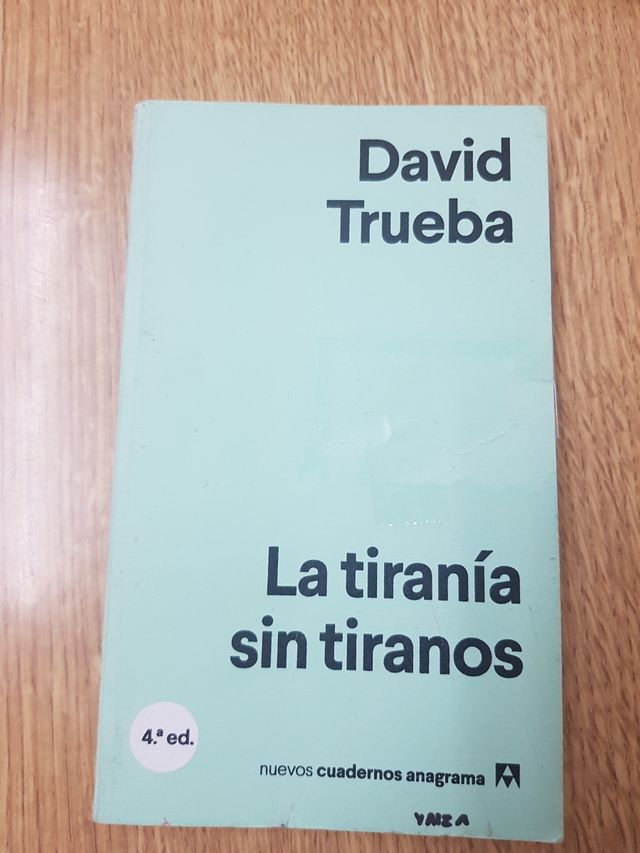 David
Trueba
La tiranía
sin tiranos
4.ª ed.
nuevos cuadernos anagrama